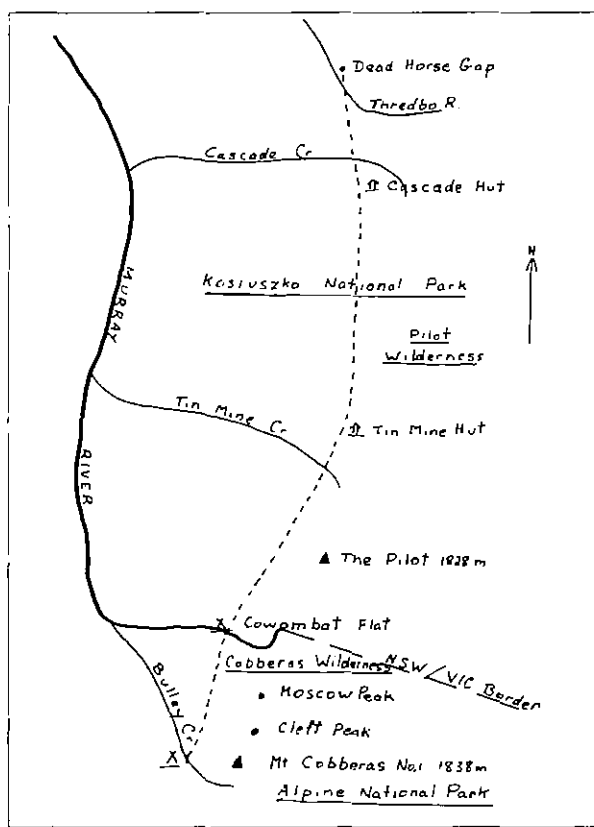 Dead Horse Gap
Thredbo R.
Cascade Cr
Cascade Hut
N
MURRAY
Kosiuszko National Park
Pilot
Wilderness
Tin Mine Cr
Tin Mine Hut
RIVER
The Pilot 1828m
Cowombat Flat
Cobberas Wilderness
NSW/VIC Border
Moscow Peak
Bulley Cr
Cleft Peak
X
Mt Cobberas No.1 1838m
Alpine National Park